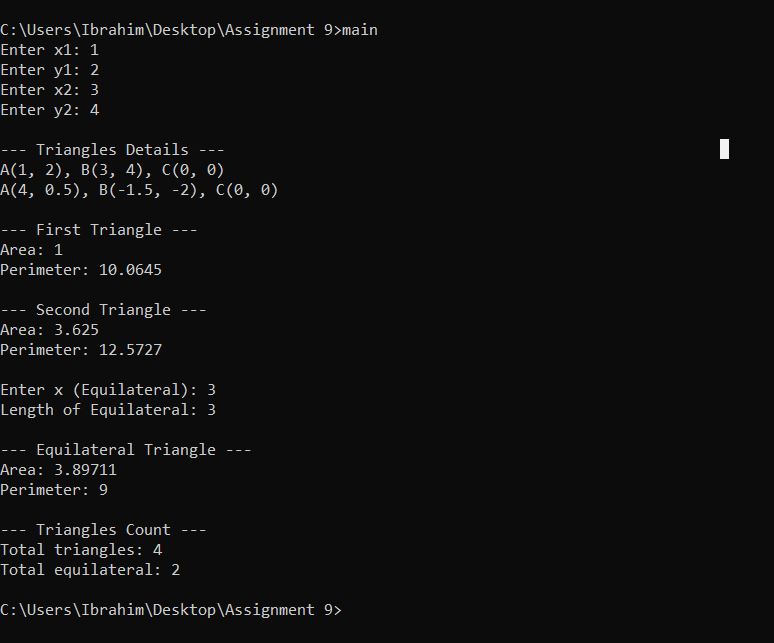 C:\Users\Ibrahim\Desktop\Assignment 9>main
Enter x1: 1
Enter y1: 2
Enter x2: 3
Enter y2: 4
--- Triangles Details ---
A(1, 2), B(3, 4), C(0, 0)
A(4, 0.5), B(-1.5, -2), C(0, 0)
--- First Triangle ---
Area: 1
Perimeter: 10.0645
--- Second Triangle ---
Area: 3.625
Perimeter: 12.5727
Enter x (Equilateral): 3
Length of Equilateral: 3
--- Equilateral Triangle ---
Area: 3.89711
Perimeter: 9
--- Triangles Count ---
Total triangles: 4
Total equilateral: 2
C:\Users\Ibrahim\Desktop\Assignment 9>